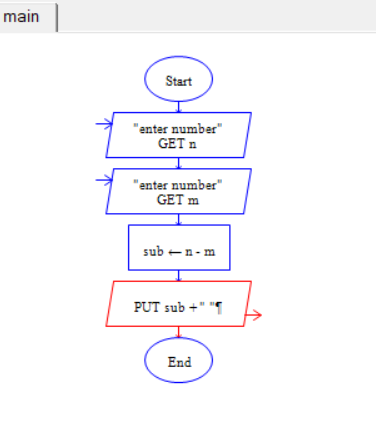 main
Start
"enter number"
GET n
"enter number"
GET m
sub ← n - m
PUT sub +" "¶
End